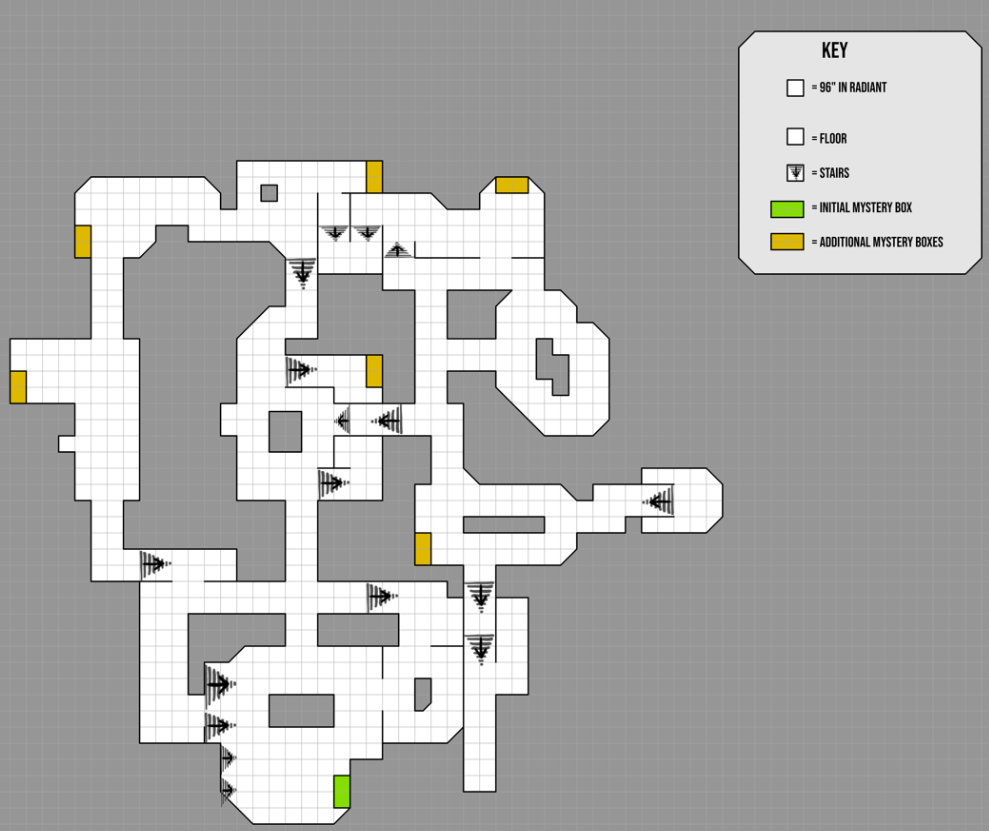 KEY
= 96" IN RADIANT
= FLOOR
= STAIRS
= INITIAL MYSTERY BOX
= ADDITIONAL MYSTERY BOXES